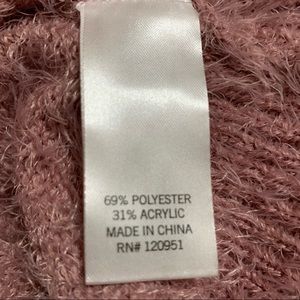 69% POLYESTER
31% ACRYLIC
MADE IN CHINA
RN# 120951